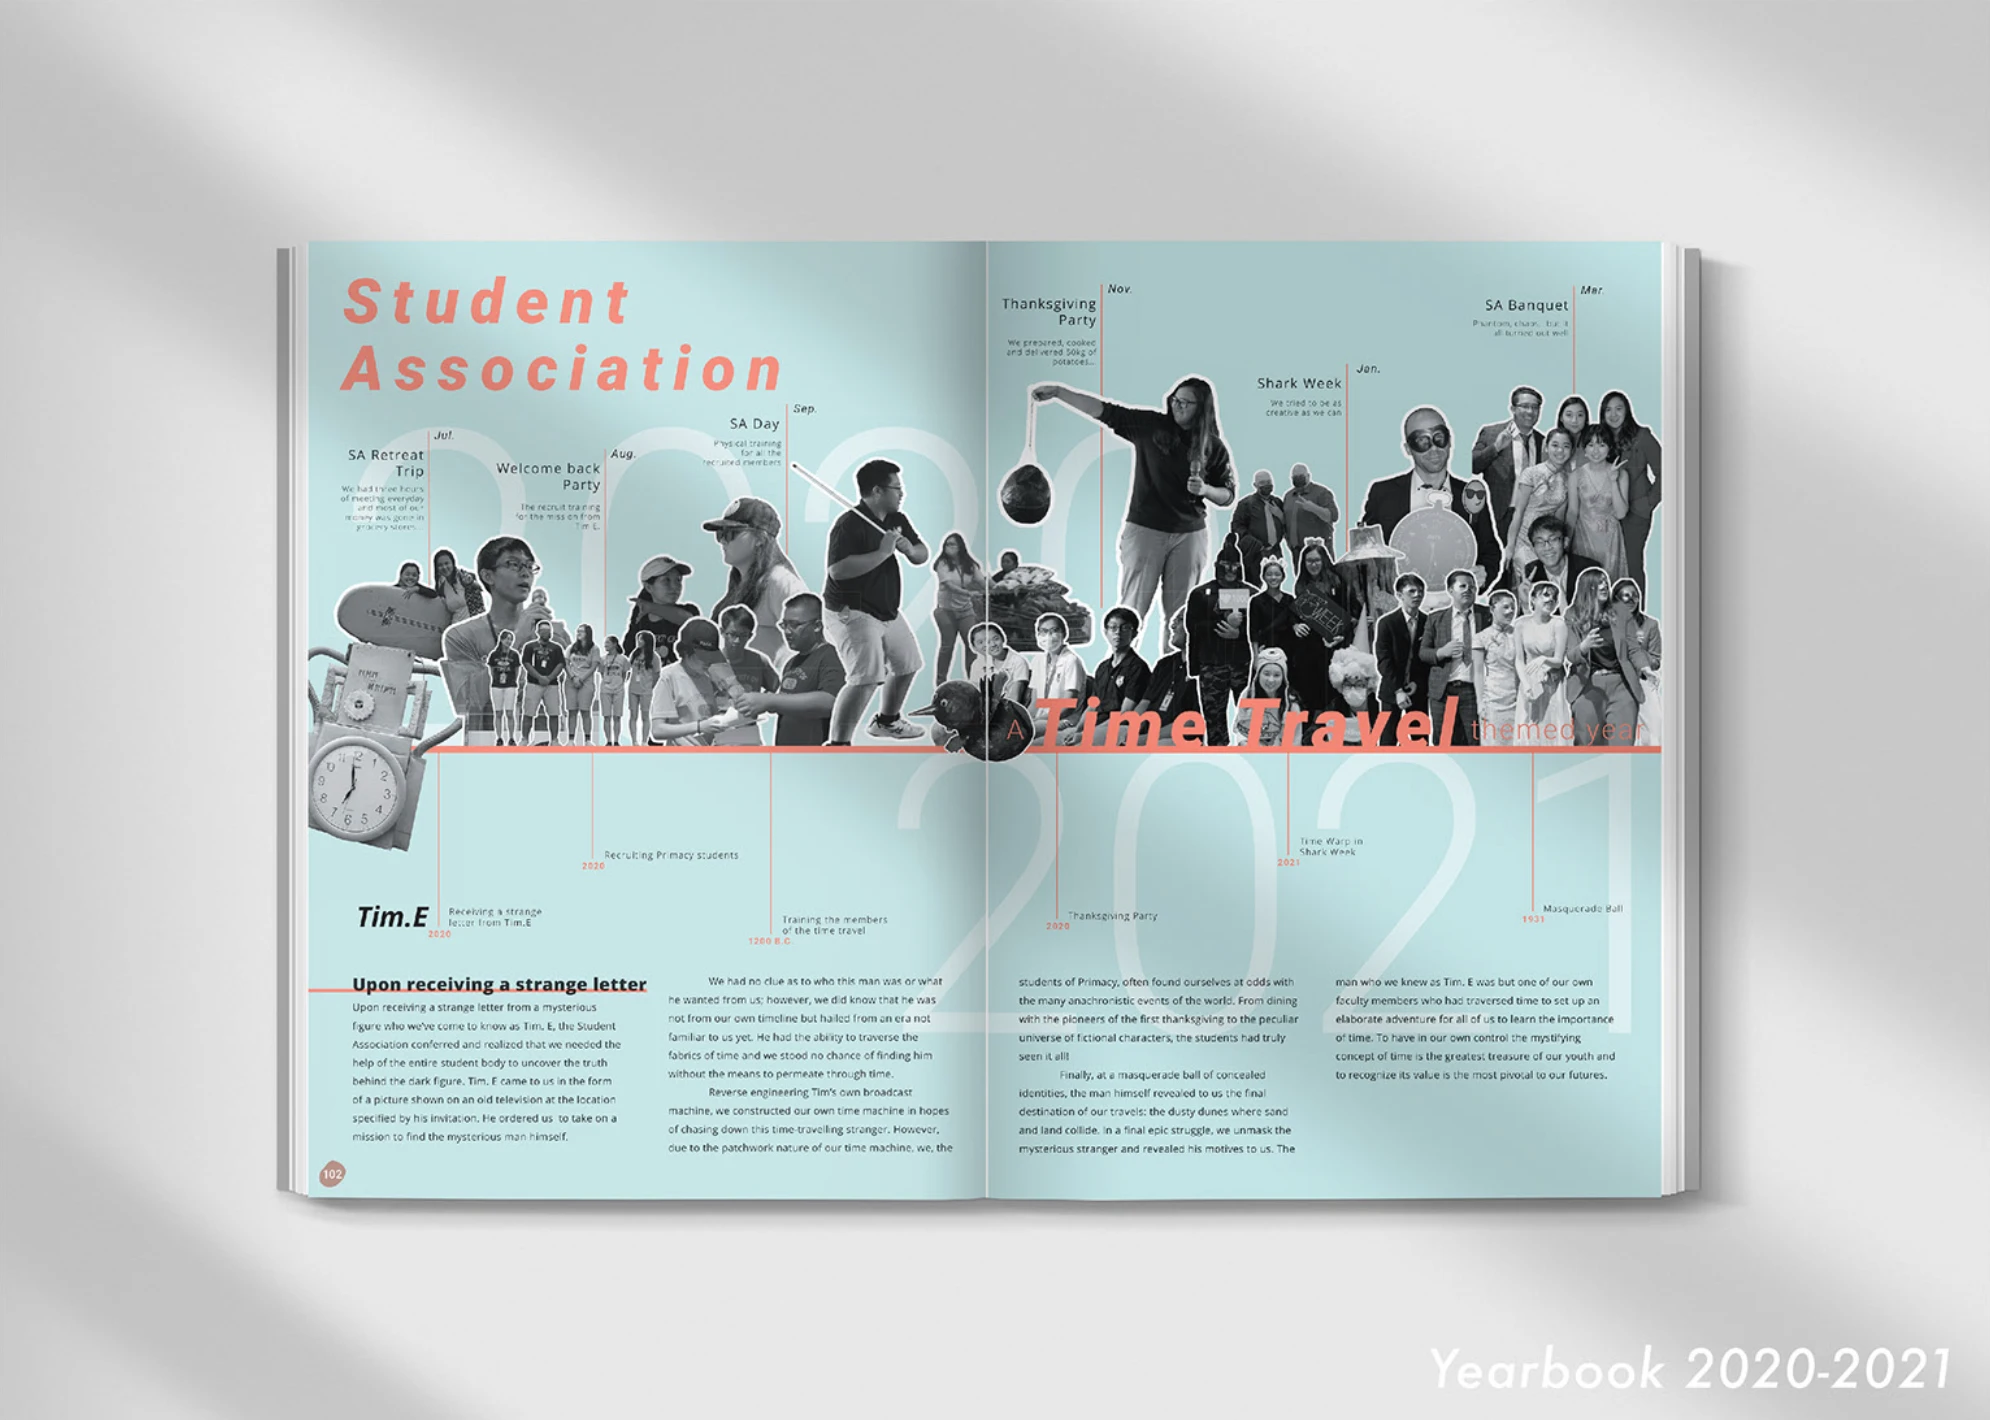 Student
Association
Jul.
SA Retreat
Trip
We had three hours
of meeting everyday
and most of our
money was gone in
grocery stores...
Aug.
Welcome back
Party
The recruit training
for the mission from
Tim E.
Sep.
SA Day
Physical training
for all the
recruited members
Nov.
Thanksgiving
Party
We prepared, cooked
and delivered 50kg of
potatoes...
Jan.
Shark Week
We tried to be as
creative as we can
Mar.
SA Banquet
Phantom, chaos.. but it
all turned out well
2020
A Time Travel themed year
2021
11 12 1
10 2
9 3
8 4
7 6 5
Tim.E
Receiving a strange
letter from Tim.E
2020
Recruiting Primacy students
2020
Training the members
of the time travel
1200 B.C.
Thanksgiving Party
2020
Time Warp in
Shark Week
2021
Masquerade Ball
1931
Upon receiving a strange letter
Upon receiving a strange letter from a mysterious
figure who we've come to know as Tim. E, the Student
Association conferred and realized that we needed the
help of the entire student body to uncover the truth
behind the dark figure. Tim. E came to us in the form
of a picture shown on an old television at the location
specified by his invitation. He ordered us to take on a
mission to find the mysterious man himself.
We had no clue as to who this man was or what
he wanted from us; however, we did know that he was
not from our own timeline but hailed from an era not
familiar to us yet. He had the ability to traverse the
fabrics of time and we stood no chance of finding him
without the means to permeate through time.
Reverse engineering Tim's own broadcast
machine, we constructed our own time machine in hopes
of chasing down this time-travelling stranger. However,
due to the patchwork nature of our time machine, we, the
students of Primacy, often found ourselves at odds with
the many anachronistic events of the world. From dining
with the pioneers of the first thanksgiving to the peculiar
universe of fictional characters, the students had truly
seen it all!
Finally, at a masquerade ball of concealed
identities, the man himself revealed to us the final
destination of our travels: the dusty dunes where sand
and land collide. In a final epic struggle, we unmask the
mysterious stranger and revealed his motives to us. The
man who we knew as Tim. E was but one of our own
faculty members who had traversed time to set up an
elaborate adventure for all of us to learn the importance
of time. To have in our own control the mystifying
concept of time is the greatest treasure of our youth and
to recognize its value is the most pivotal to our futures.
102
Yearbook 2020-2021